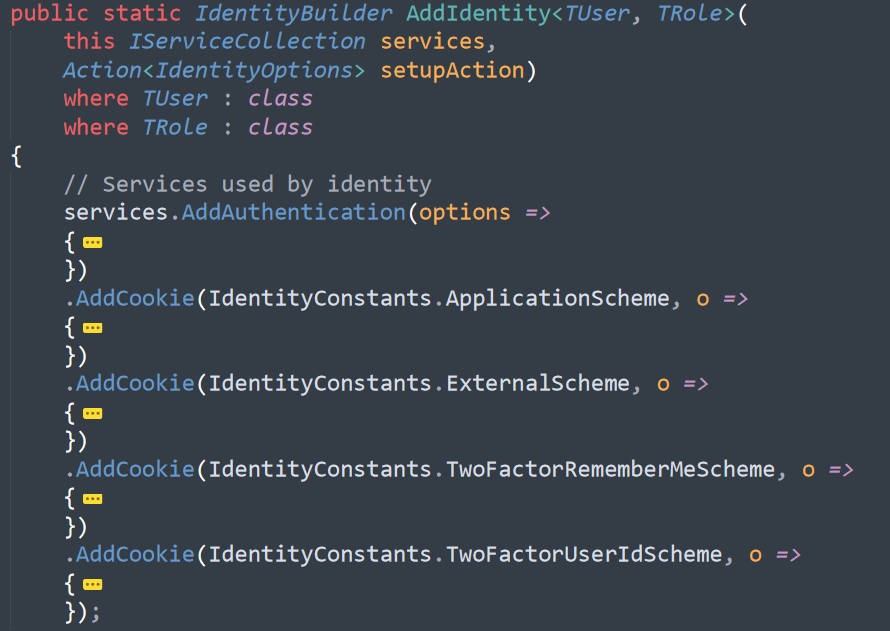 public static IdentityBuilder AddIdentity<TUser, TRole>(
this IServiceCollection services,
Action<IdentityOptions> setupAction)
where TUser : class
where TRole : class
{
// Services used by identity
services.AddAuthentication(options =>
{ ...
})
.AddCookie(IdentityConstants.ApplicationScheme, o =>
{ ...
})
.AddCookie(IdentityConstants.ExternalScheme, o =>
{ ...
})
.AddCookie(IdentityConstants.TwoFactorRememberMeScheme, o =>
{ ...
})
.AddCookie(IdentityConstants.TwoFactorUserIdScheme, o =>
{ ...
});